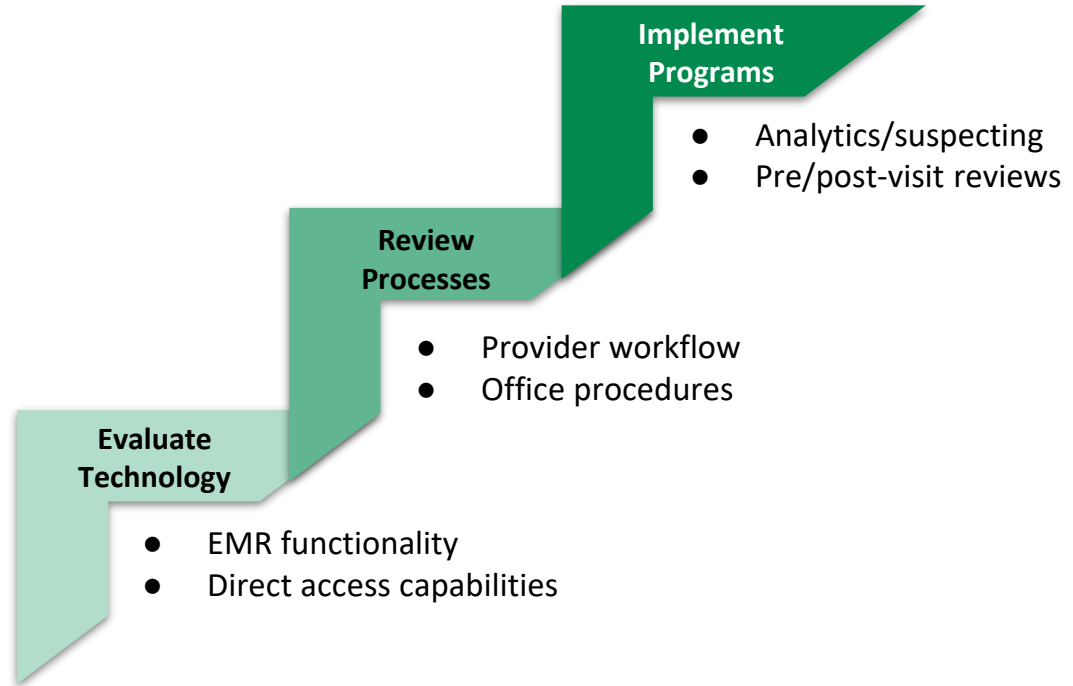 Implement
Programs
● Analytics/suspecting
● Pre/post-visit reviews
Review
Processes
● Provider workflow
● Office procedures
Evaluate
Technology
● EMR functionality
● Direct access capabilities